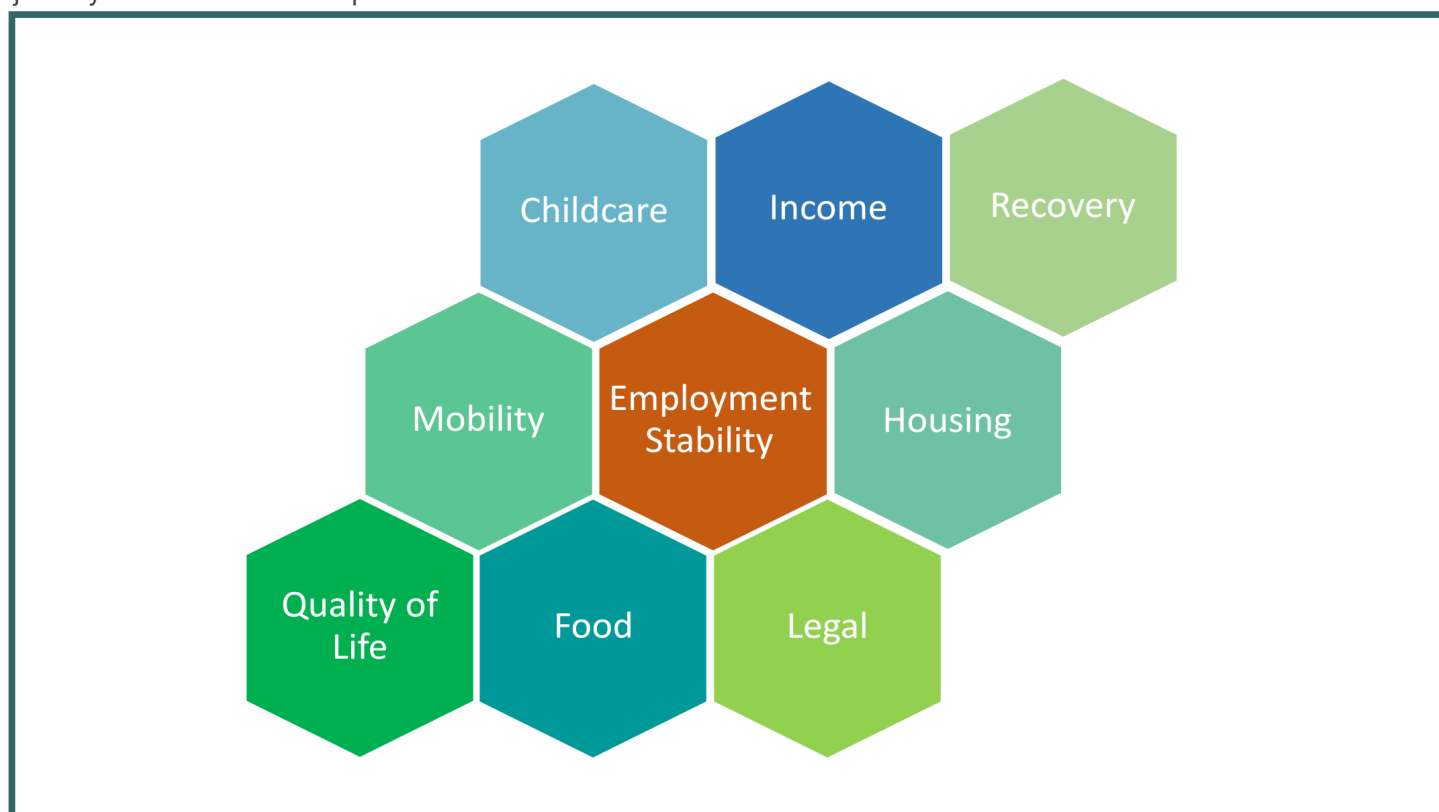 Childcare
Income
Recovery
Mobility
Employment
Stability
Housing
Quality of
Life
Food
Legal